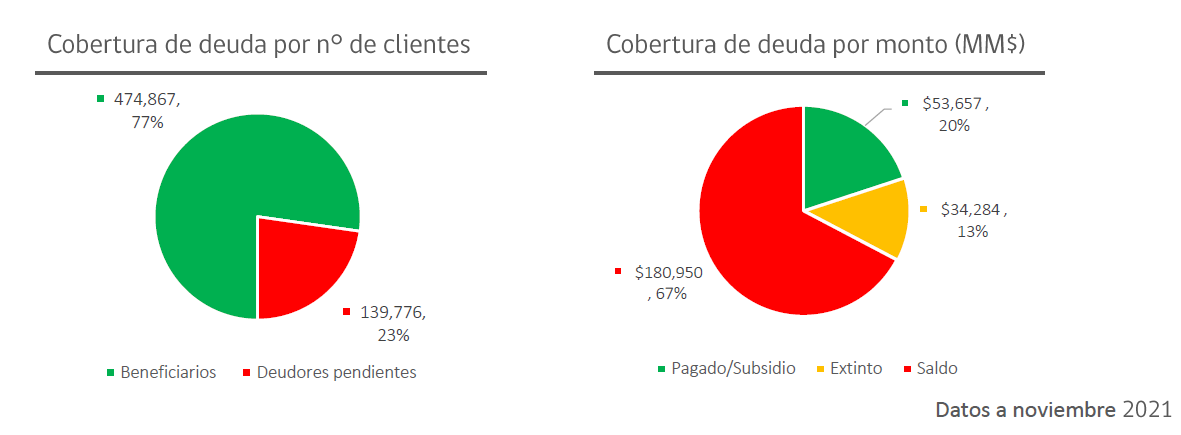 Cobertura de deuda por n° de clientes
474,867,
77%
139,776,
23%
Beneficiarios Deudores pendientes
Cobertura de deuda por monto (MM$)
$53,657 ,
20%
$34,284 ,
13%
$180,950
, 67%
Pagado/Subsidio Extinto Saldo
Datos a noviembre 2021